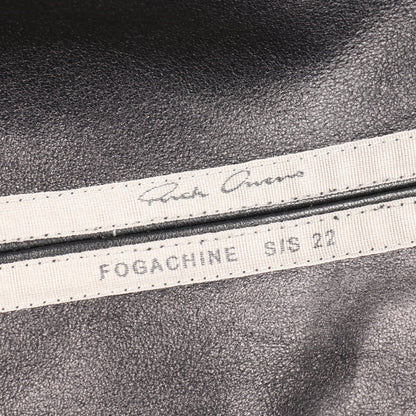 Rick Owens
FOGACHINE S/S 22